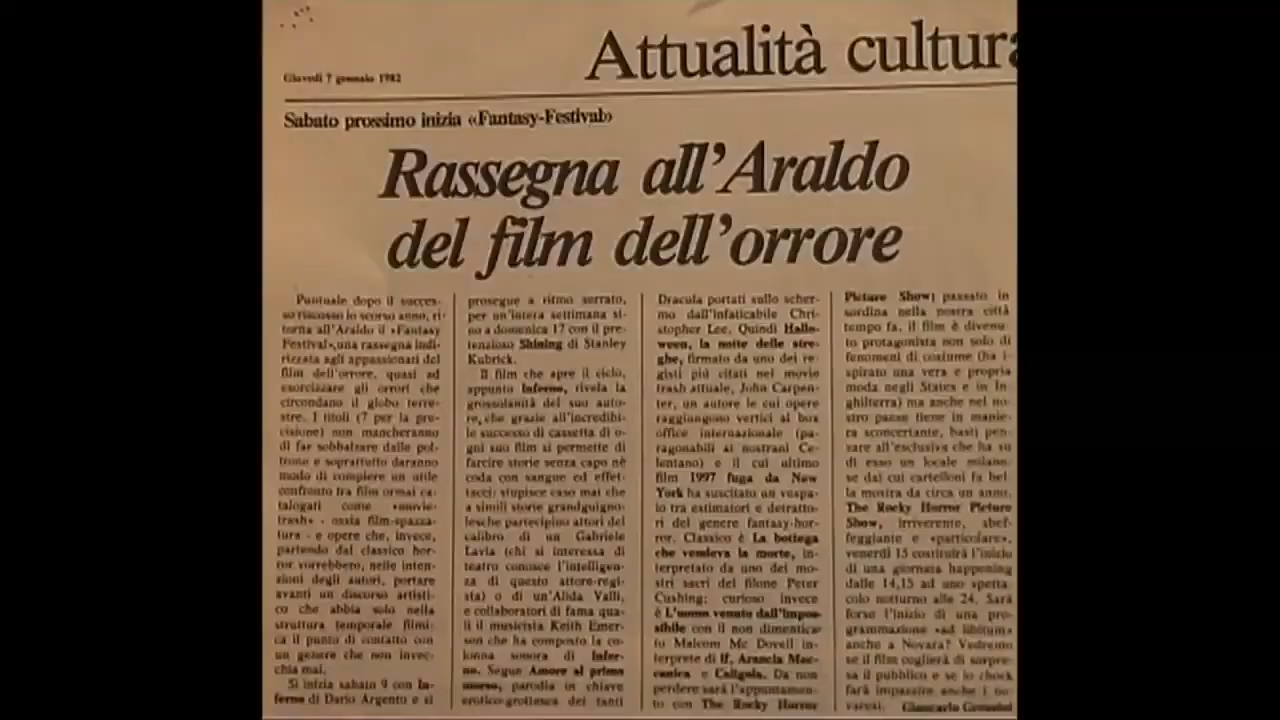 Attualità cultura
Giovedì 7 gennaio 1982
Sabato prossimo inizia «Fantasy-Festival»
Rassegna all'Araldo
del film dell'orrore
Puntuale dopo il succes-
so riscosso lo scorso anno, ri-
torna all'Araldo il «Fantasy
Festival», una rassegna indi-
rizzata agli appassionati del
film dell'orrore, quasi ad
esorcizzare gli orrori che
circondano il globo terre-
stre. I titoli (7 per la pre-
cisione) non mancheranno
di far sobbalzare dalle pol-
trone e soprattutto daranno
modo di compiere un utile
confronto tra film ormai ca-
talogati come «movie-
trash» - ossia film-spazza-
tura - e opere che, invece,
partendo dal classico hor-
ror vorrebbero, nelle inten-
zioni degli autori, portare
avanti un discorso artisti-
co che abbia solo nella
struttura temporale filmi-
ca il punto di contatto con
un genere che non invec-
chia mai.
Si inizia sabato 9 con In-
ferno di Dario Argento e si
prosegue a ritmo serrato,
per un'intera settimana si-
no a domenica 17 con il pre-
tenzioso Shining di Stanley
Kubrick.
Il film che apre il ciclo,
appunto Inferno, rivela la
grossolanità del suo auto-
re, che grazie all'incredibi-
le successo di cassetta di o-
gni suo film si permette di
farcire storie senza capo nè
coda con sangue ed effet-
tacci; stupisce caso mai che
a simili storie grandguigno-
lesche partecipino attori del
calibro di un Gabriele
Lavia (chi si interessa di
teatro conosce l'intelligen-
za di questo attore-regi-
sta) o di un'Alida Valli,
e collaboratori di fama qua-
li il musicista Keith Emer-
son che ha composto la co-
lonna sonora di Infer-
no. Segue Amore al primo
morso, parodia in chiave
erotico-grottesca dei tanti
Dracula portati sullo scher-
mo dall'infaticabile Chri-
stopher Lee. Quindi Hallo-
ween, la notte delle stre-
ghe, firmato da uno dei re-
gisti più citati nel movie
trash attuale, John Carpen-
ter, un autore le cui opere
raggiungono vertici al box
office internazionale (pa-
ragonabili ai nostrani Ce-
lentano) e il cui ultimo
film 1997 fuga da New
York ha suscitato un vespa-
io tra estimatori e detratto-
ri del genere fantasy-hor-
ror. Classico è La bottega
che vendeva la morte, in-
terpretato da uno dei mo-
stri sacri del filone Peter
Cushing; curioso invece
è L'uomo venuto dall'impos-
sibile con il non dimentica-
to Malcom Mc Dovell in-
terprete di If, Arancia Mec-
canica e Caligula. Da non
perdere sarà l'appuntamen-
to con The Rocky Horror
Picture Show; passato in
sordina nella nostra città
tempo fa, il film è divenu-
to protagonista non solo di
fenomeni di costume (ha i-
spirato una vera e propria
moda negli States e in In-
ghilterra) ma anche nel no-
stro paese tiene in manie-
ra sconcertante, basti pen-
sare all'esclusiva che ha su
di esso un locale milane-
se dai cui cartelloni fa bel-
la mostra da circa un anno.
The Rocky Horror Picture
Show, irriverente, sbef-
feggiante e «particolare»,
venerdì 15 costituirà l'inizio
di una giornata happening
dalle 14,15 ad uno spetta-
colo notturno alle 24. Sarà
forse l'inizio di una pro-
grammazione «ad libitum»
anche a Novara? Vedremo
se il film coglierà di sorpre-
sa il pubblico e se lo chock
farà impazzire anche i no-
varesi. Giancarlo